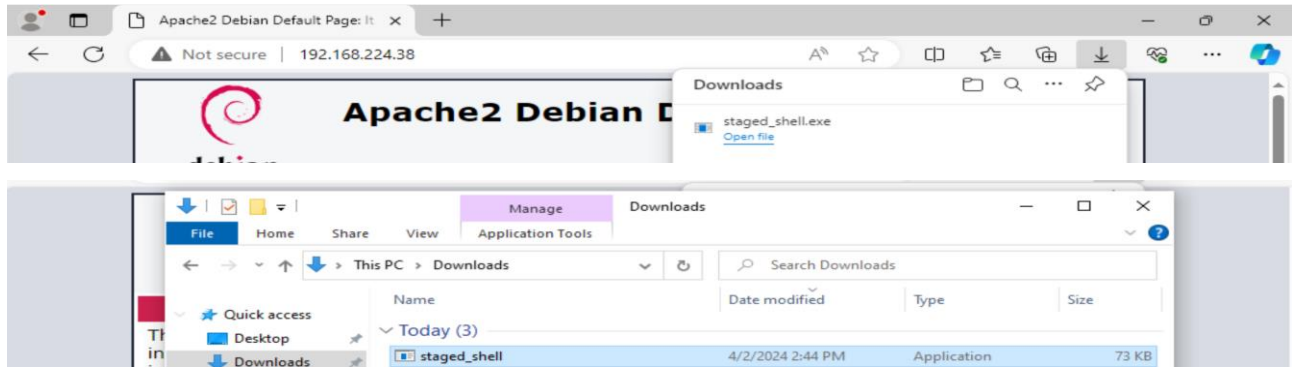 Apache2 Debian Default Page: It
Not secure | 192.168.224.38
Downloads
Apache2 Debian D
staged_shell.exe
Open file
debian
Manage Downloads
File Home Share View Application Tools
This PC > Downloads Search Downloads
Name Date modified Type Size
Quick access
Today (3)
Desktop
staged_shell 4/2/2024 2:44 PM Application 73 KB
Downloads